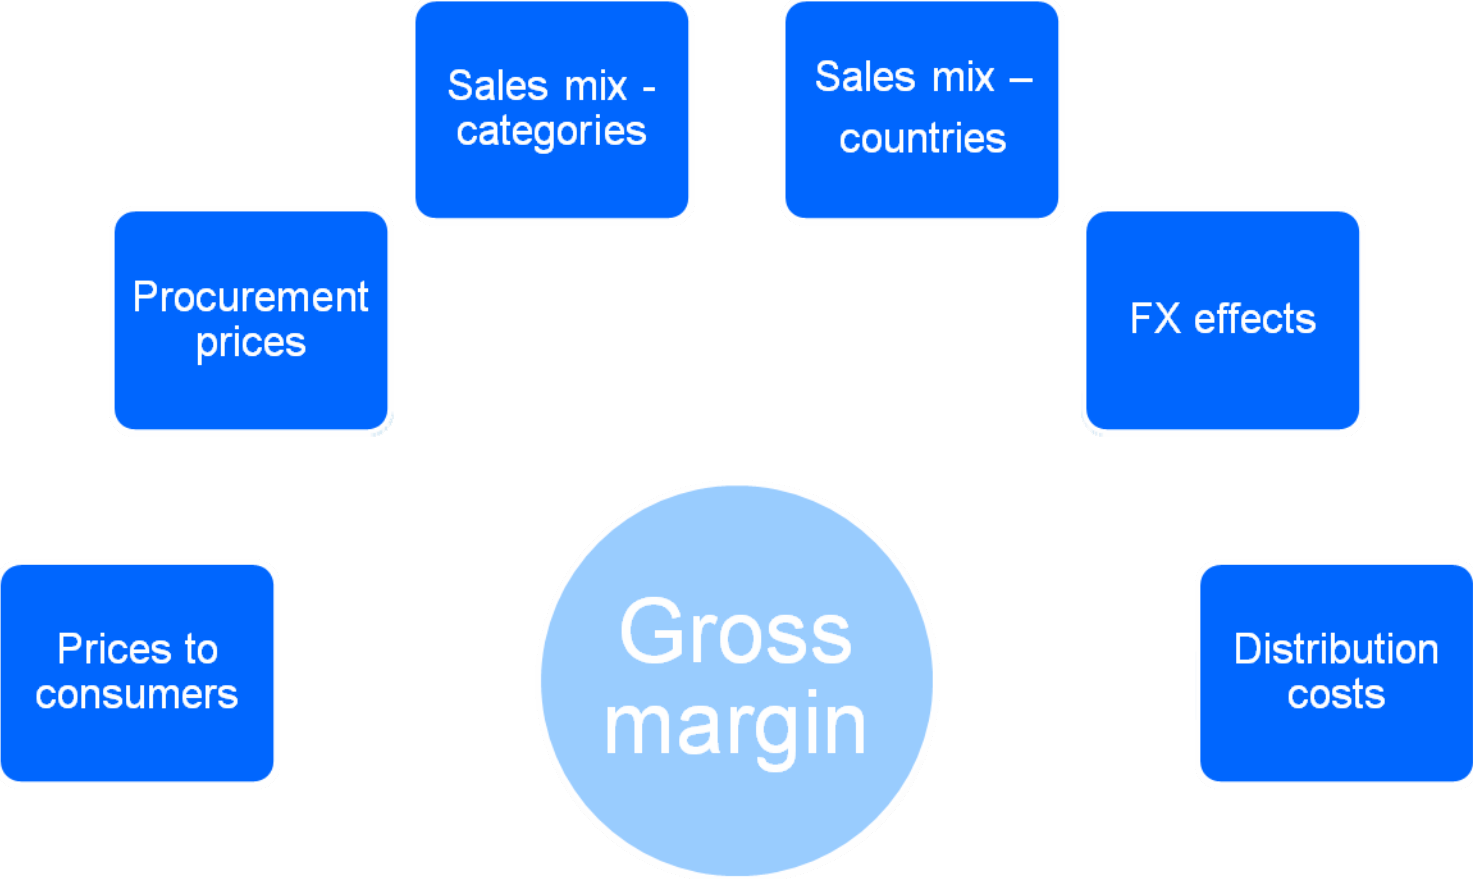 Sales mix -
categories
Sales mix –
countries
Procurement
prices
FX effects
Prices to
consumers
Gross
margin
Distribution
costs